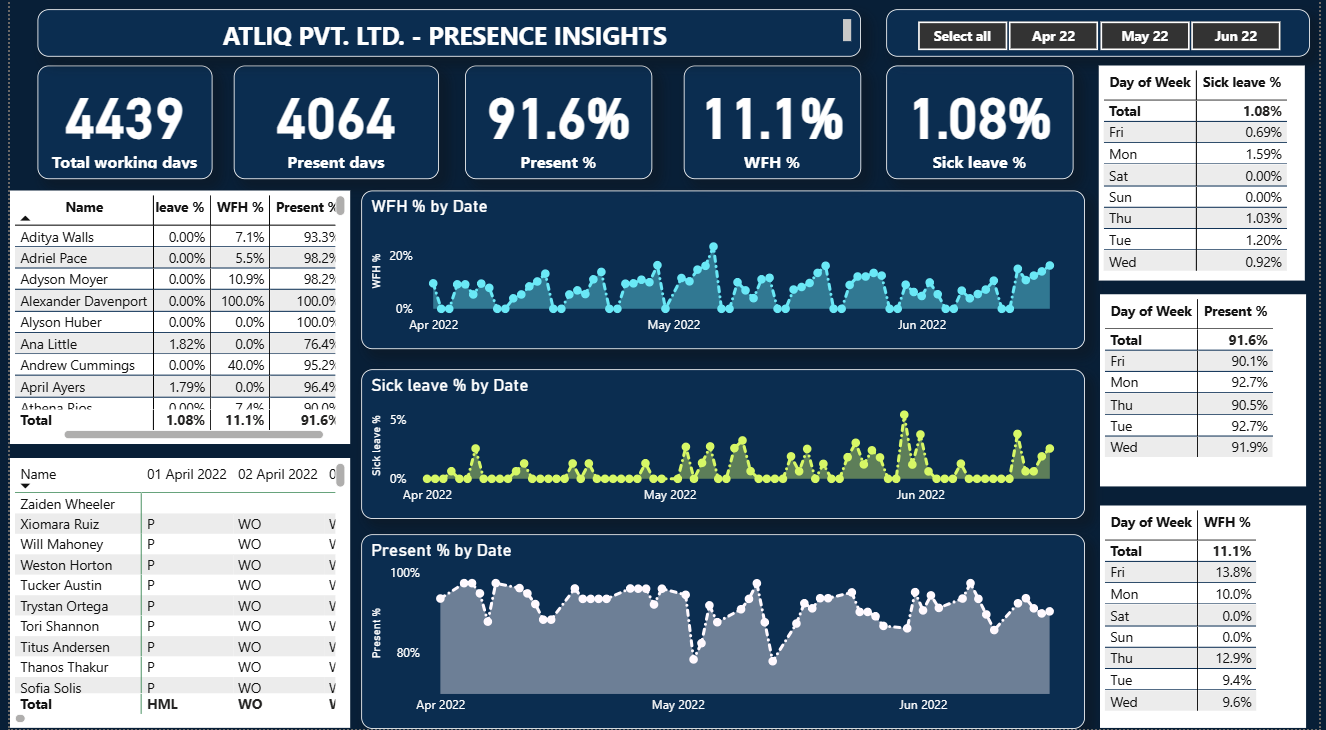 ATLIQ PVT. LTD. - PRESENCE INSIGHTS
Select all Apr 22 May 22 Jun 22
4439
Total working days
4064
Present days
91.6%
Present %
11.1%
WFH %
1.08%
Sick leave %
Day of Week Sick leave %
Total 1.08%
Fri 0.69%
Mon 1.59%
Sat 0.00%
Sun 0.00%
Thu 1.03%
Tue 1.20%
Wed 0.92%
Name leave % WFH % Present %
Aditya Walls 0.00% 7.1% 93.3%
Adriel Pace 0.00% 5.5% 98.2%
Adyson Moyer 0.00% 10.9% 98.2%
Alexander Davenport 0.00% 100.0% 100.0%
Alyson Huber 0.00% 0.0% 100.0%
Ana Little 1.82% 0.0% 76.4%
Andrew Cummings 0.00% 40.0% 95.2%
April Ayers 1.79% 0.0% 96.4%
Athena Rios 0.00% 7.4% 90.0%
Total 1.08% 11.1% 91.6%
WFH % by Date
WFH %
20%
0%
Apr 2022 May 2022 Jun 2022
Day of Week Present %
Total 91.6%
Fri 90.1%
Mon 92.7%
Thu 90.5%
Tue 92.7%
Wed 91.9%
Sick leave % by Date
Sick leave %
5%
0%
Apr 2022 May 2022 Jun 2022
Name 01 April 2022 02 April 2022 0
Zaiden Wheeler
Xiomara Ruiz P WO
Will Mahoney P WO
Weston Horton P WO
Tucker Austin P WO
Trystan Ortega P WO
Tori Shannon P WO
Titus Andersen P WO
Thanos Thakur P WO
Sofia Solis P WO
Total HML WO
Present % by Date
Present %
100%
80%
Apr 2022 May 2022 Jun 2022
Day of Week WFH %
Total 11.1%
Fri 13.8%
Mon 10.0%
Sat 0.0%
Sun 0.0%
Thu 12.9%
Tue 9.4%
Wed 9.6%